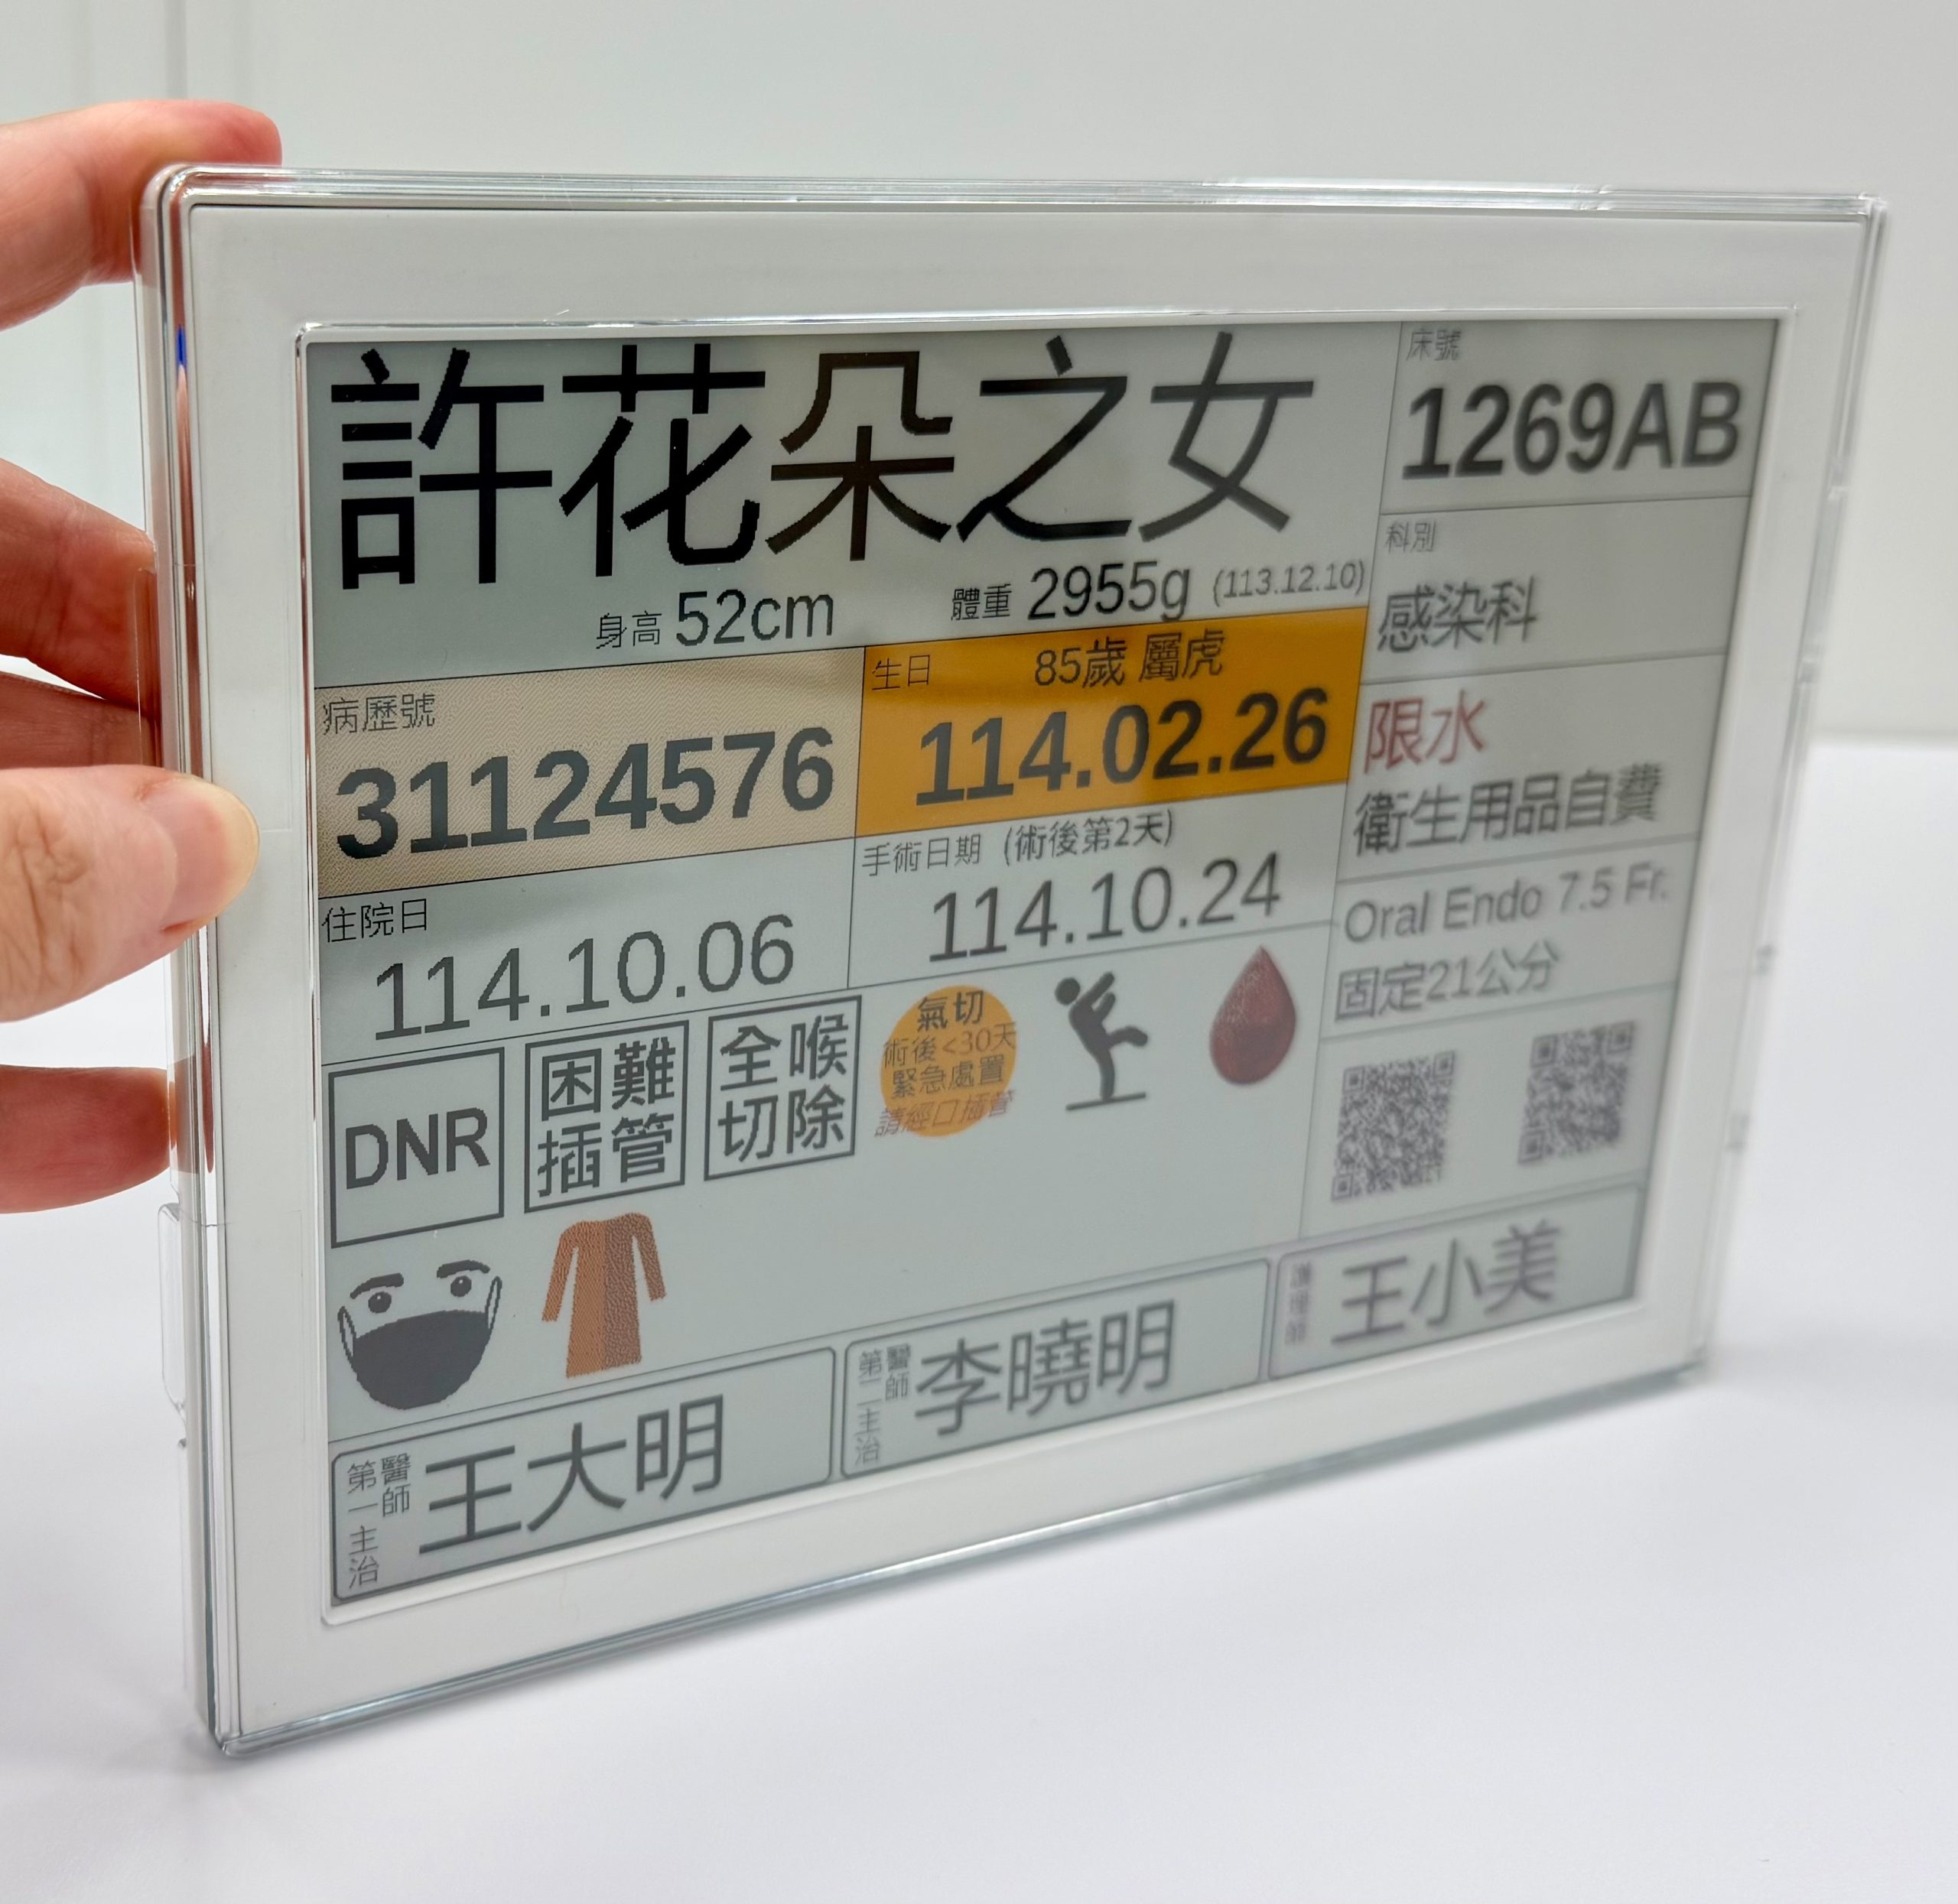 許花朵之女
身高 52cm 體重 2955g (113.12.10)
床號
1269AB
科別
感染科
病歷號
31124576
生日 85歲 屬虎
114.02.26
限水
衛生用品自費
住院日
114.10.06
手術日期 (術後第2天)
114.10.24
Oral Endo 7.5 Fr.
固定21公分
DNR
困難
插管
全喉
切除
氣切
術後<30天
緊急處置
請經口插管
第一主治醫師 王大明
第二主治醫師 李曉明
護理師 王小美